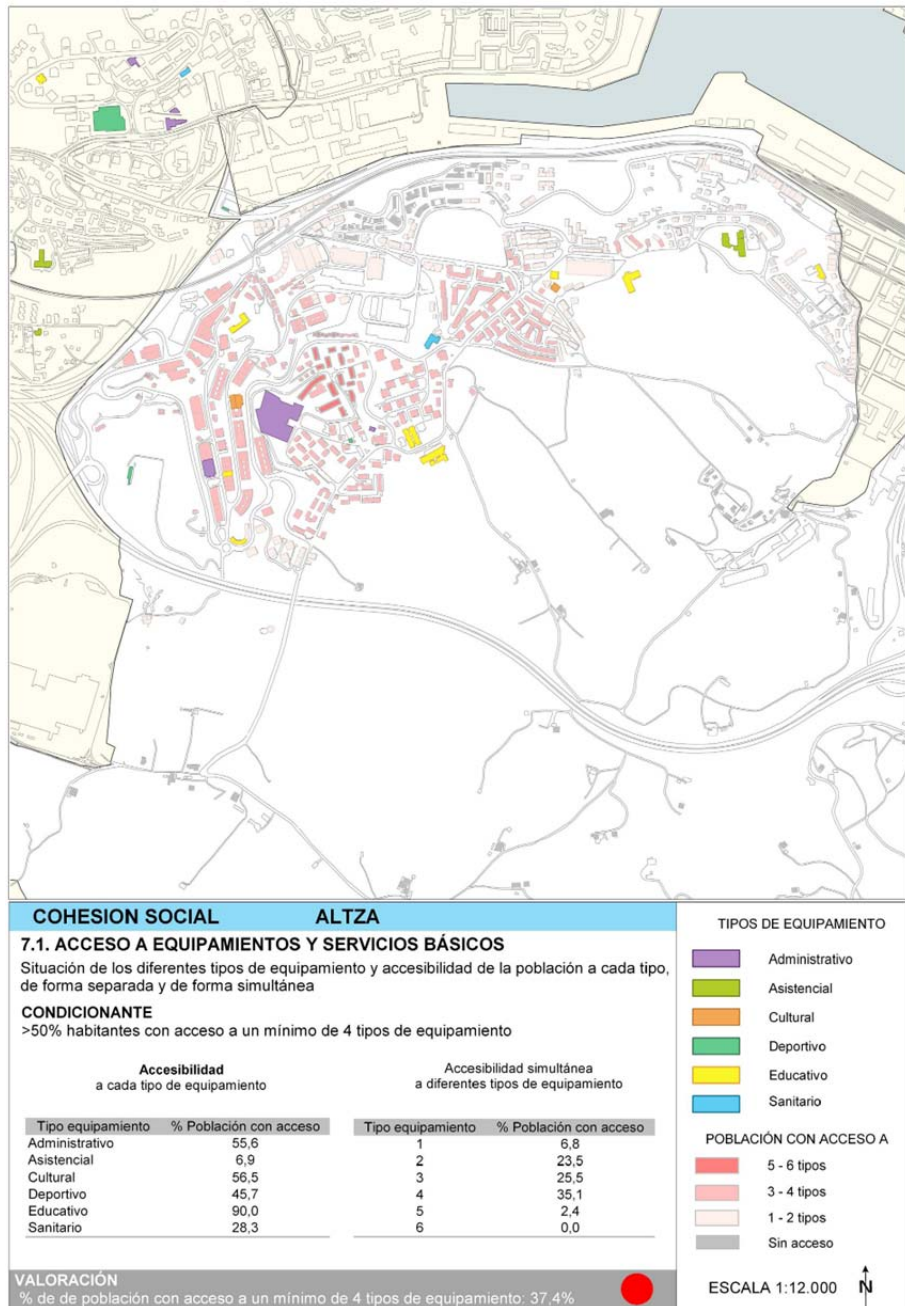 COHESION SOCIAL ALTZA
7.1. ACCESO A EQUIPAMIENTOS Y SERVICIOS BÁSICOS
Situación de los diferentes tipos de equipamiento y accesibilidad de la población a cada tipo,
de forma separada y de forma simultánea
CONDICIONANTE
>50% habitantes con acceso a un mínimo de 4 tipos de equipamiento
Accesibilidad
a cada tipo de equipamiento
Tipo equipamiento % Población con acceso
Administrativo 55,6
Asistencial 6,9
Cultural 56,5
Deportivo 45,7
Educativo 90,0
Sanitario 28,3
Accesibilidad simultánea
a diferentes tipos de equipamiento
Tipo equipamiento % Población con acceso
1 6,8
2 23,5
3 25,5
4 35,1
5 2,4
6 0,0
VALORACIÓN
% de de población con acceso a un mínimo de 4 tipos de equipamiento: 37,4%
TIPOS DE EQUIPAMIENTO
Administrativo
Asistencial
Cultural
Deportivo
Educativo
Sanitario
POBLACIÓN CON ACCESO A
5 - 6 tipos
3 - 4 tipos
1 - 2 tipos
Sin acceso
ESCALA 1:12.000 N